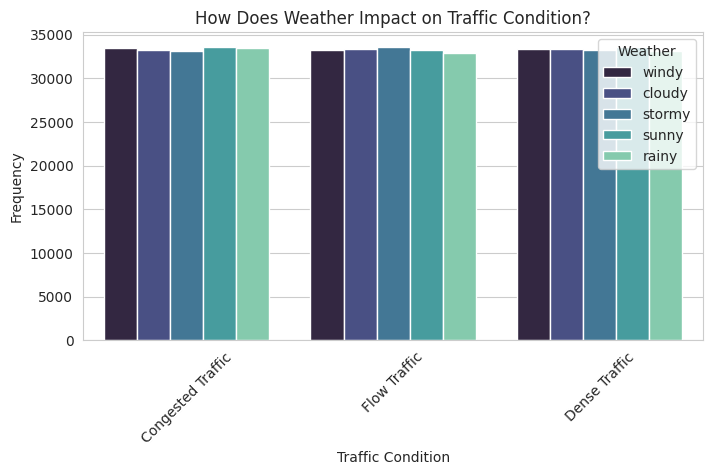 How Does Weather Impact on Traffic Condition?
Frequency
35000
30000
25000
20000
15000
10000
5000
0
Weather
windy
cloudy
stormy
sunny
rainy
Congested Traffic
Flow Traffic
Dense Traffic
Traffic Condition